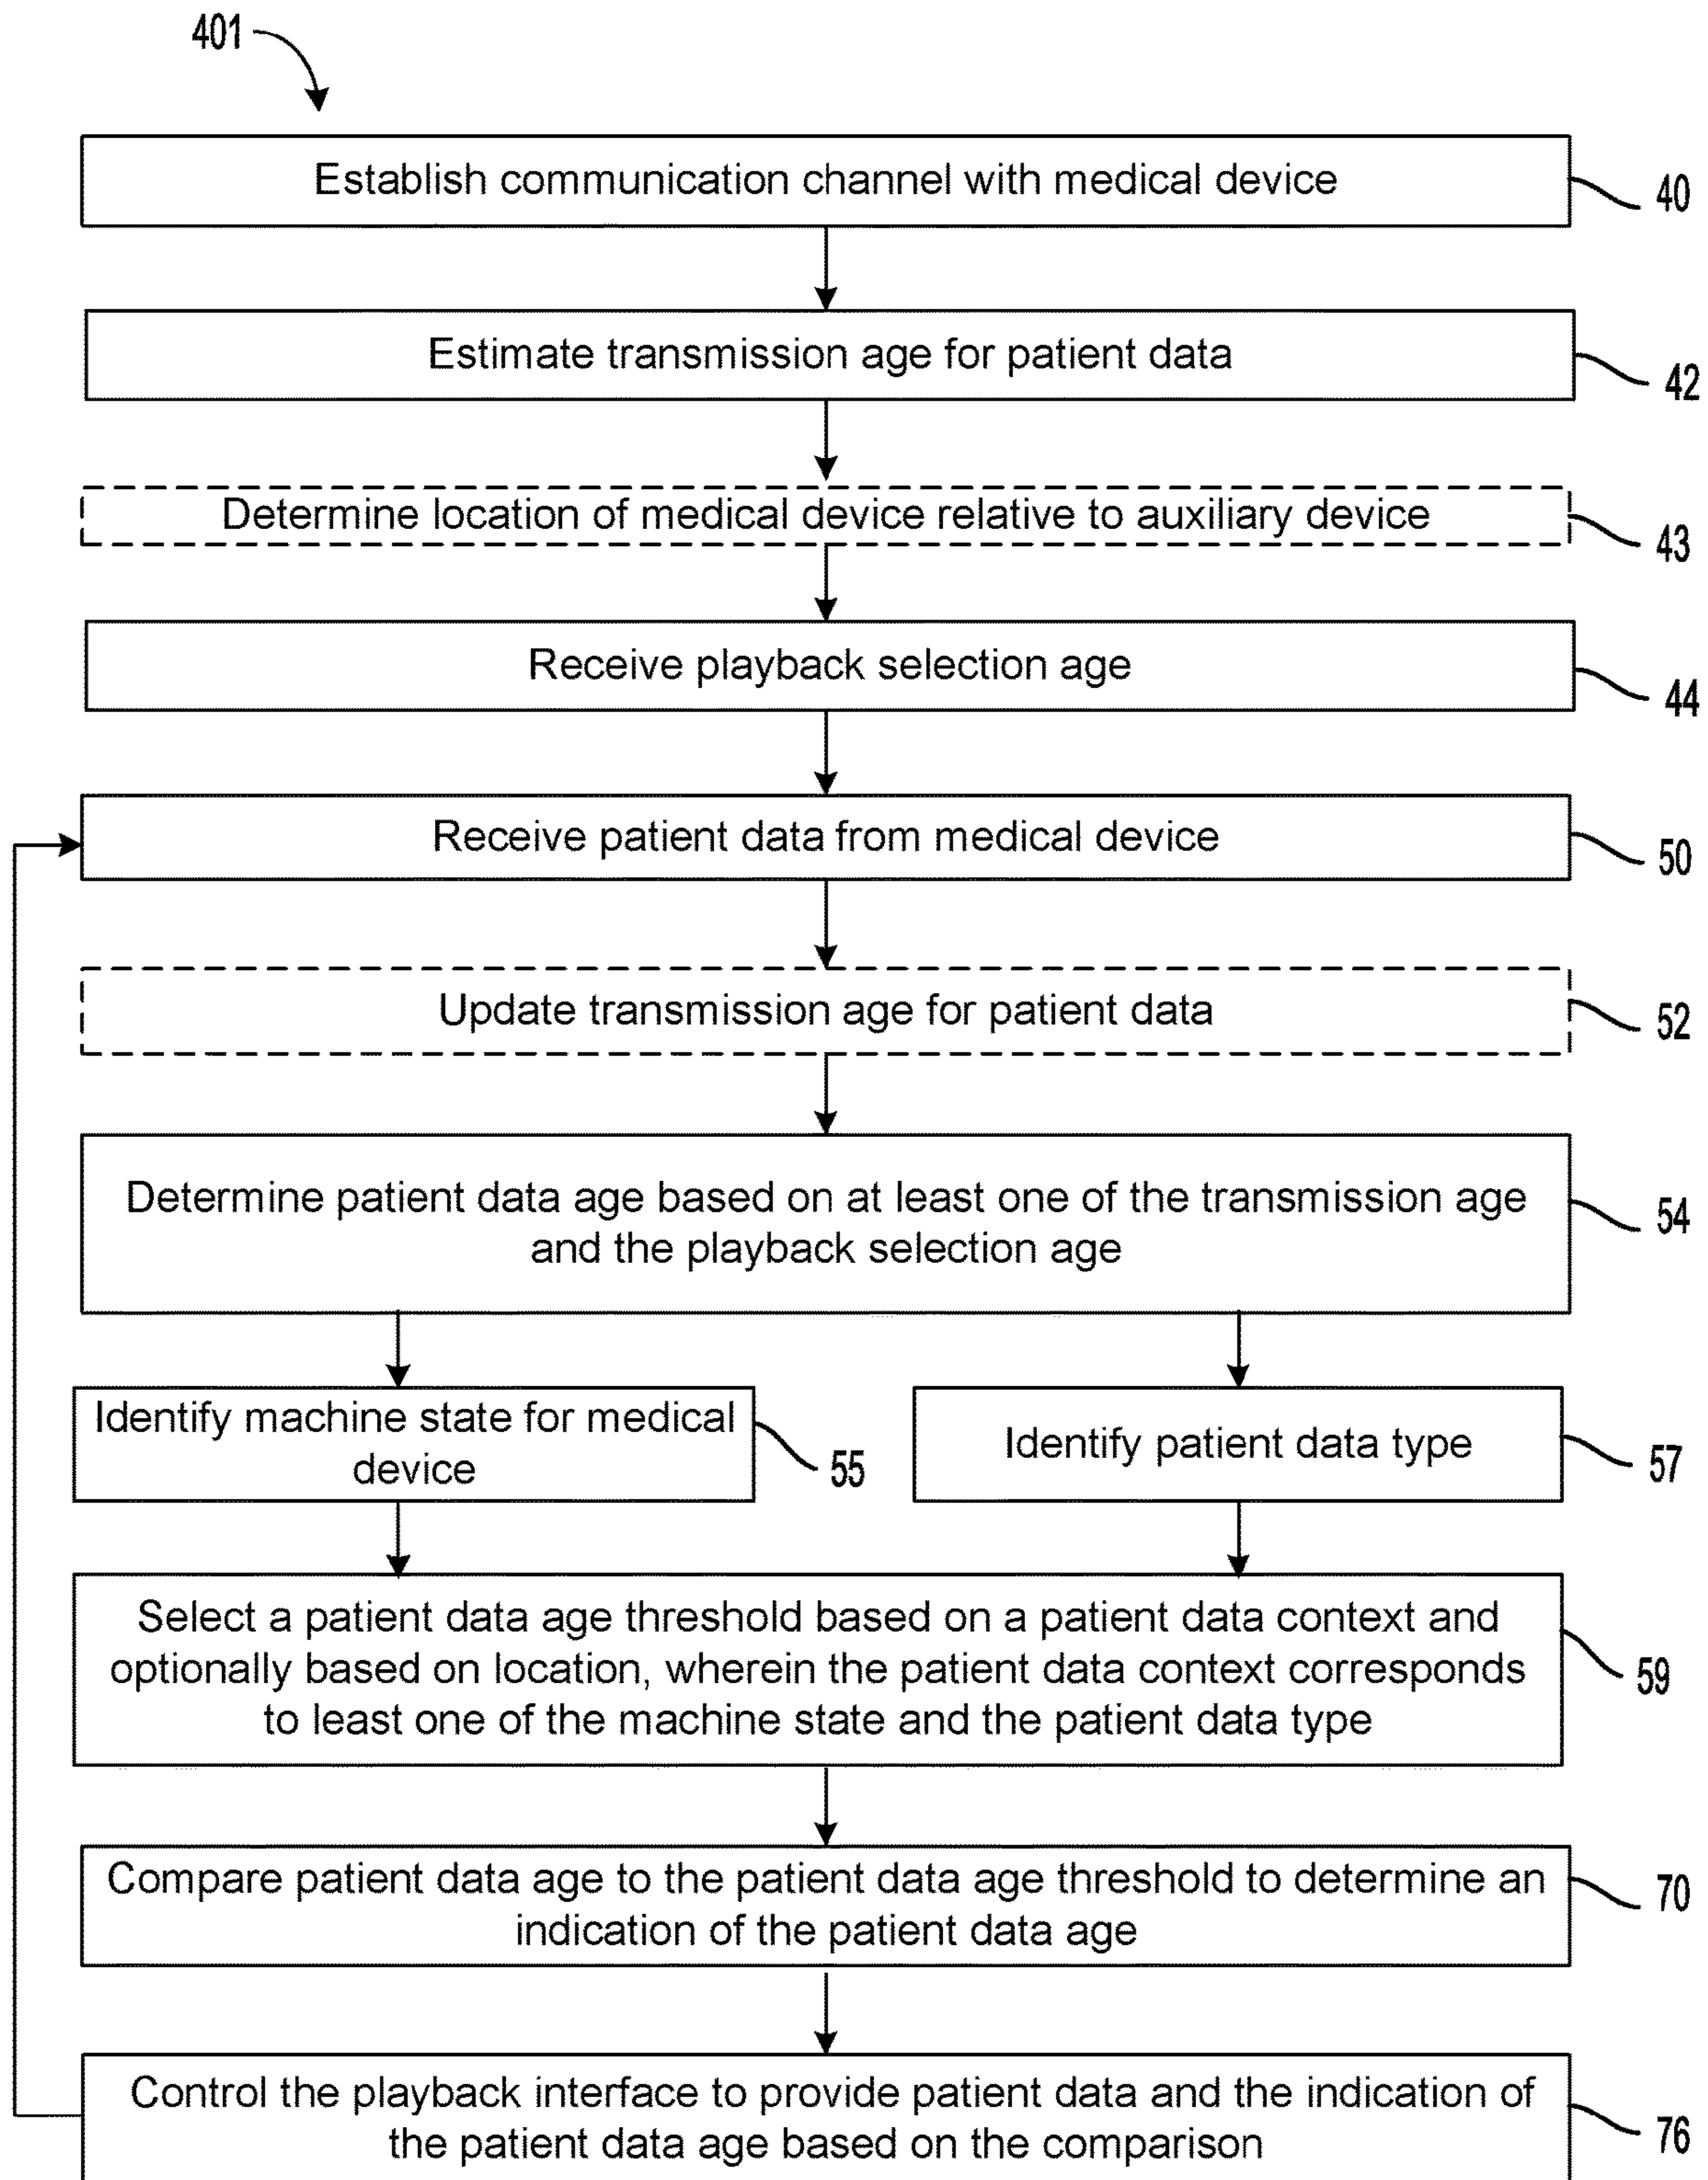 401
Establish communication channel with medical device
40
Estimate transmission age for patient data
42
Determine location of medical device relative to auxiliary device
43
Receive playback selection age
44
Receive patient data from medical device
50
Update transmission age for patient data
52
Determine patient data age based on at least one of the transmission age
and the playback selection age
54
Identify machine state for medical
device
55
Identify patient data type
57
Select a patient data age threshold based on a patient data context and
optionally based on location, wherein the patient data context corresponds
to least one of the machine state and the patient data type
59
Compare patient data age to the patient data age threshold to determine an
indication of the patient data age
70
Control the playback interface to provide patient data and the indication of
the patient data age based on the comparison
76